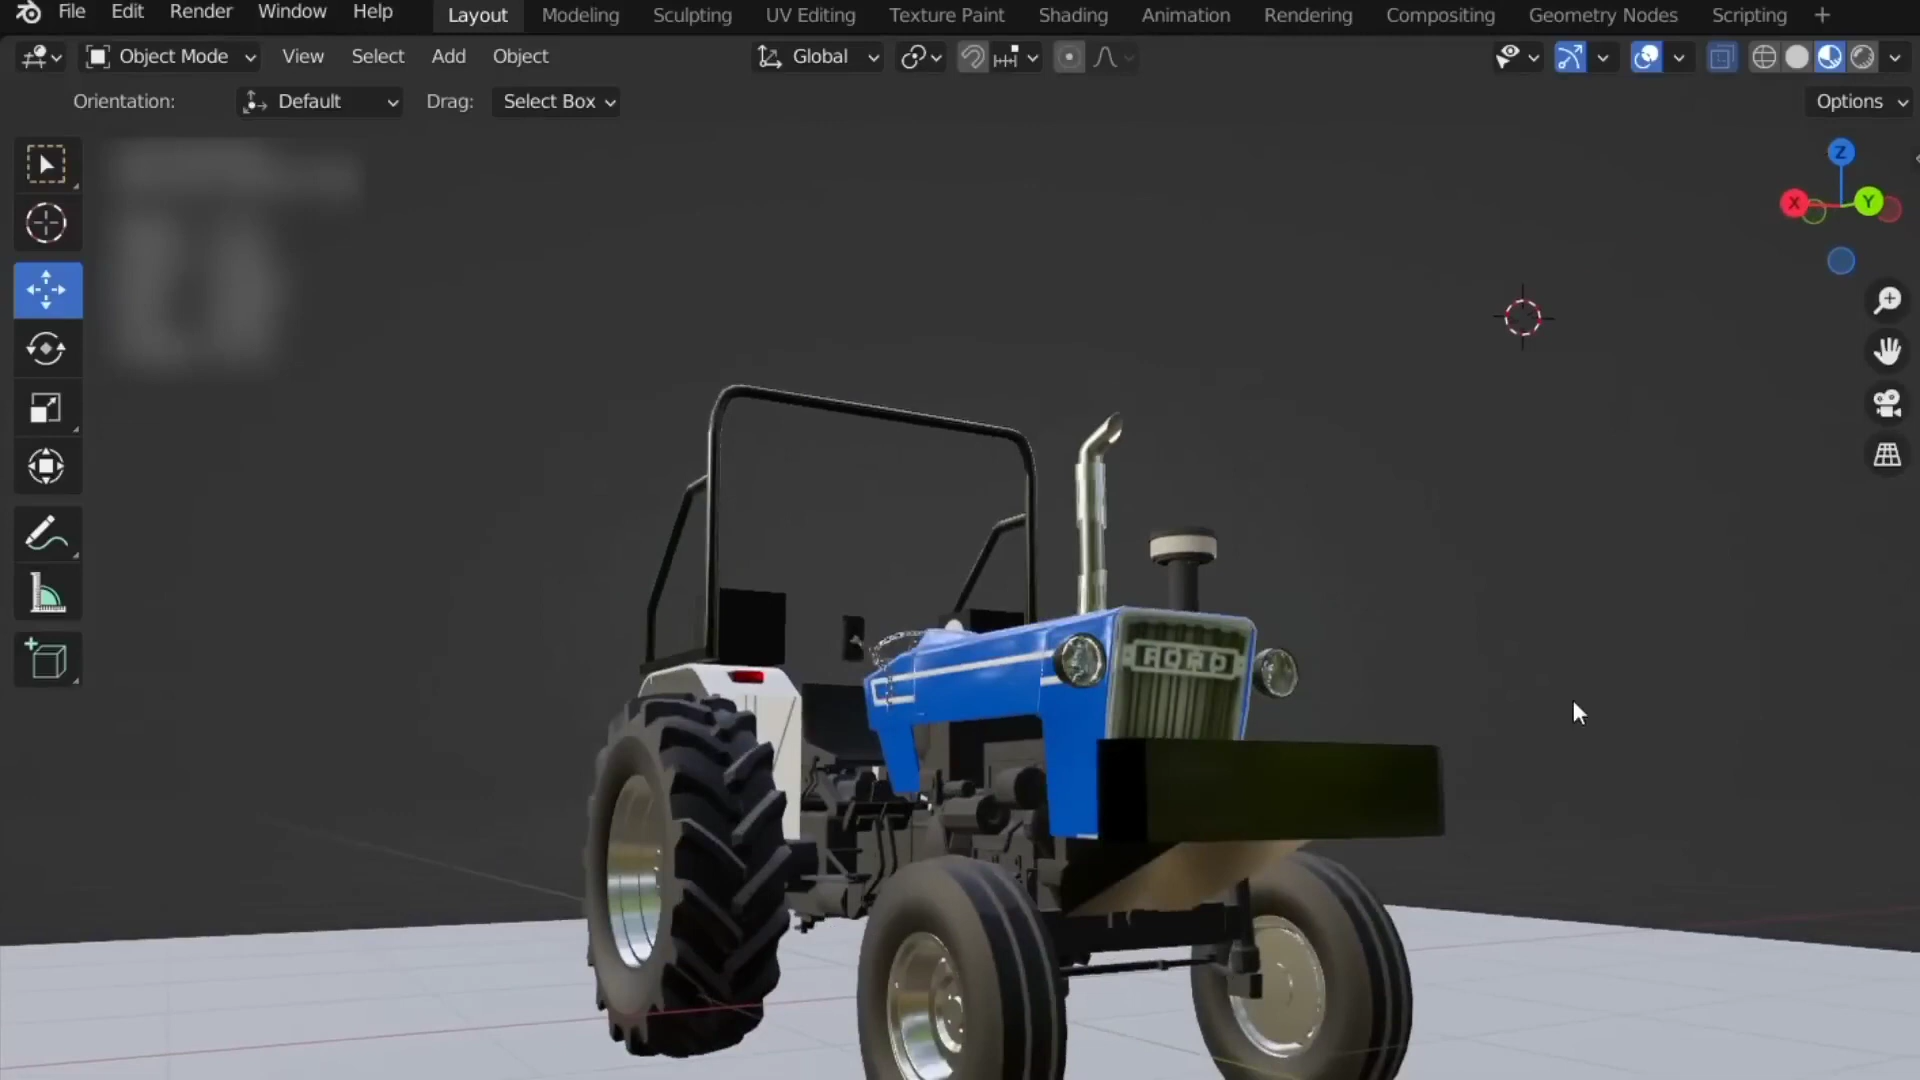 File Edit Render Window Help Layout Modeling Sculpting UV Editing Texture Paint Shading Animation Rendering Compositing Geometry Nodes Scripting +
Object Mode View Select Add Object Global
Orientation: Default Drag: Select Box Options
Z
X Y
FORD